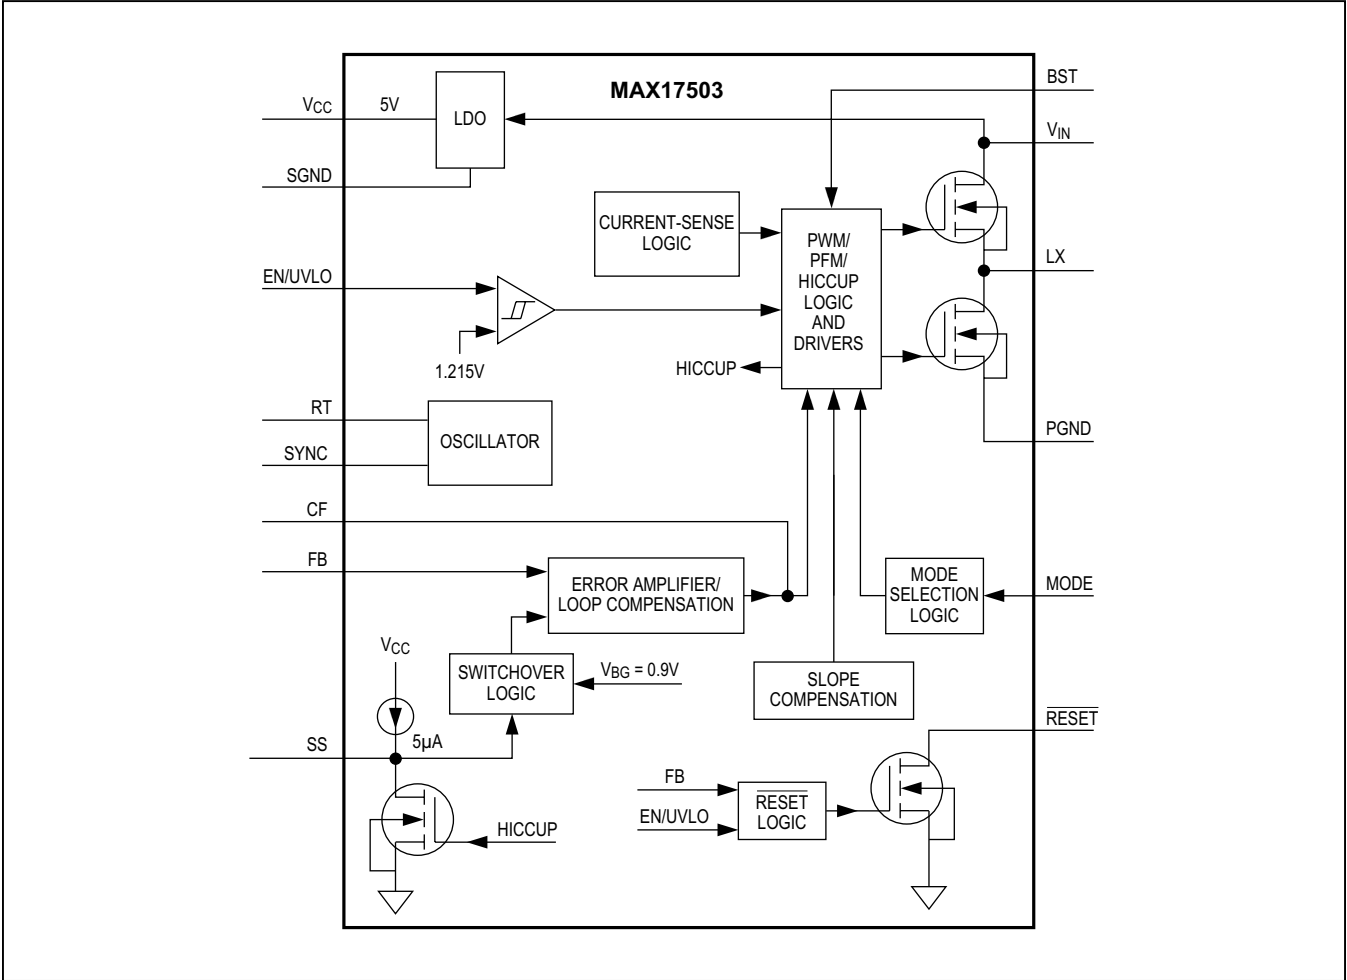 MAX17503
BST
VCC
5V
LDO
VIN
SGND
CURRENT-SENSE
LOGIC
PWM/
PFM/
HICCUP
LOGIC
AND
DRIVERS
LX
EN/UVLO
1.215V
HICCUP
RT
OSCILLATOR
SYNC
PGND
CF
FB
ERROR AMPLIFIER/
LOOP COMPENSATION
MODE
SELECTION
LOGIC
MODE
VCC
SWITCHOVER
LOGIC
VBG = 0.9V
SLOPE
COMPENSATION
RESET
5µA
SS
FB
EN/UVLO
RESET
LOGIC
HICCUP